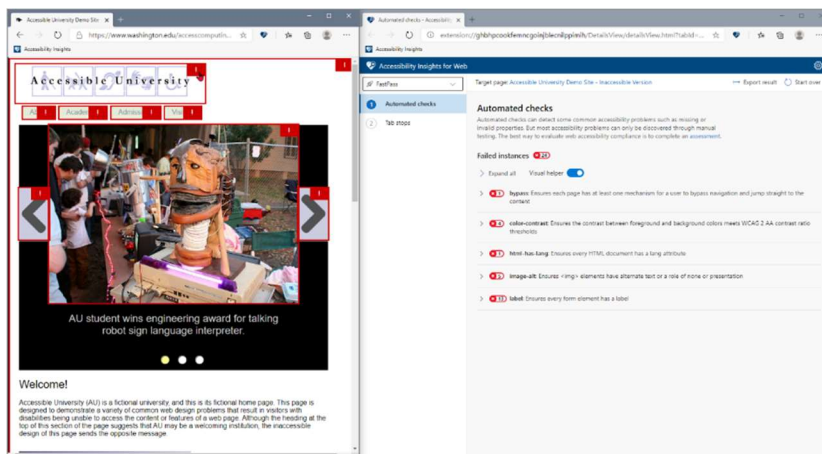 Accessible University Demo Site
https://www.washington.edu/accesscomputin...
Accessibility Insights
Accessible University
AU student wins engineering award for talking
robot sign language interpreter.
Welcome!
Accessible University (AU) is a fictional university, and this is its fictional home page. This page is
designed to demonstrate a variety of common web design problems that result in visitors with
disabilities being unable to access the content or features of a web page. Although the heading at the
top of this section of the page suggests that AU may be a welcoming institution, the inaccessible
design of this page sends the opposite message.
Automated checks - Accessibility
Accessibility Insights
Accessibility Insights for Web
FastPass
Target page: Accessible University Demo Site - Inaccessible Version
Export result
Start over
1 Automated checks
2 Tab stops
Automated checks
Automated checks can detect some common accessibility problems such as missing or
invalid properties. But most accessibility problems can only be discovered through manual
testing. The best way to evaluate web accessibility compliance is to complete an assessment.
Failed instances
Expand all Visual helper
bypass: Ensures each page has at least one mechanism for a user to bypass navigation and jump straight to the
content
color-contrast: Ensures the contrast between foreground and background colors meets WCAG 2 AA contrast ratio
thresholds
html-has-lang: Ensures every HTML document has a lang attribute
image-alt: Ensures <img> elements have alternate text or a role of none or presentation
label: Ensures every form element has a label